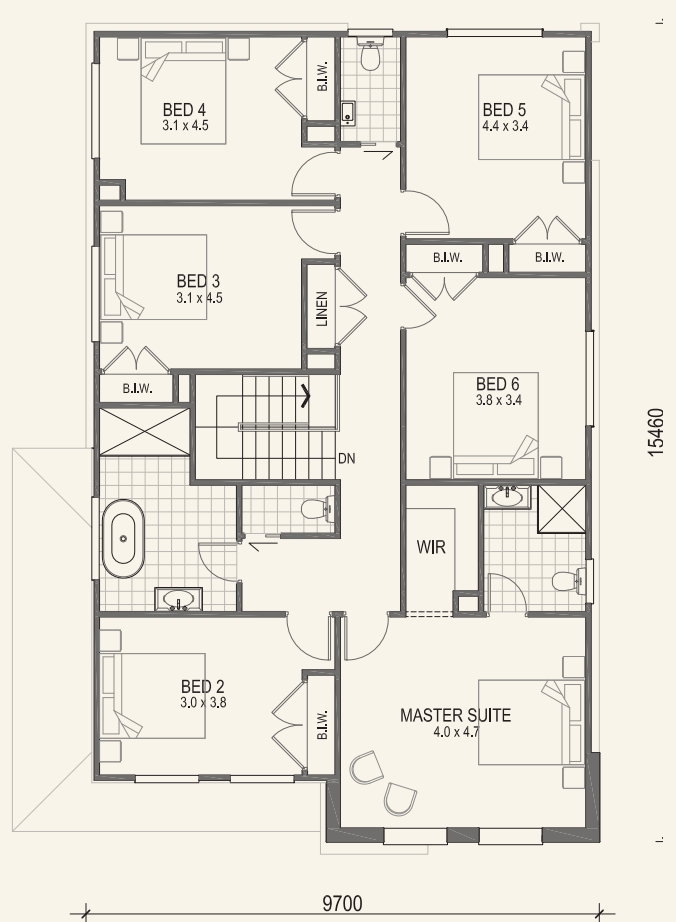 BED 4
3.1 x 4.5
B.I.W.
BED 5
4.4 x 3.4
B.I.W.
B.I.W.
BED 3
3.1 x 4.5
LINEN
B.I.W.
BED 6
3.8 x 3.4
DN
15460
WIR
BED 2
3.0 x 3.8
B.I.W.
MASTER SUITE
4.0 x 4.7
9700